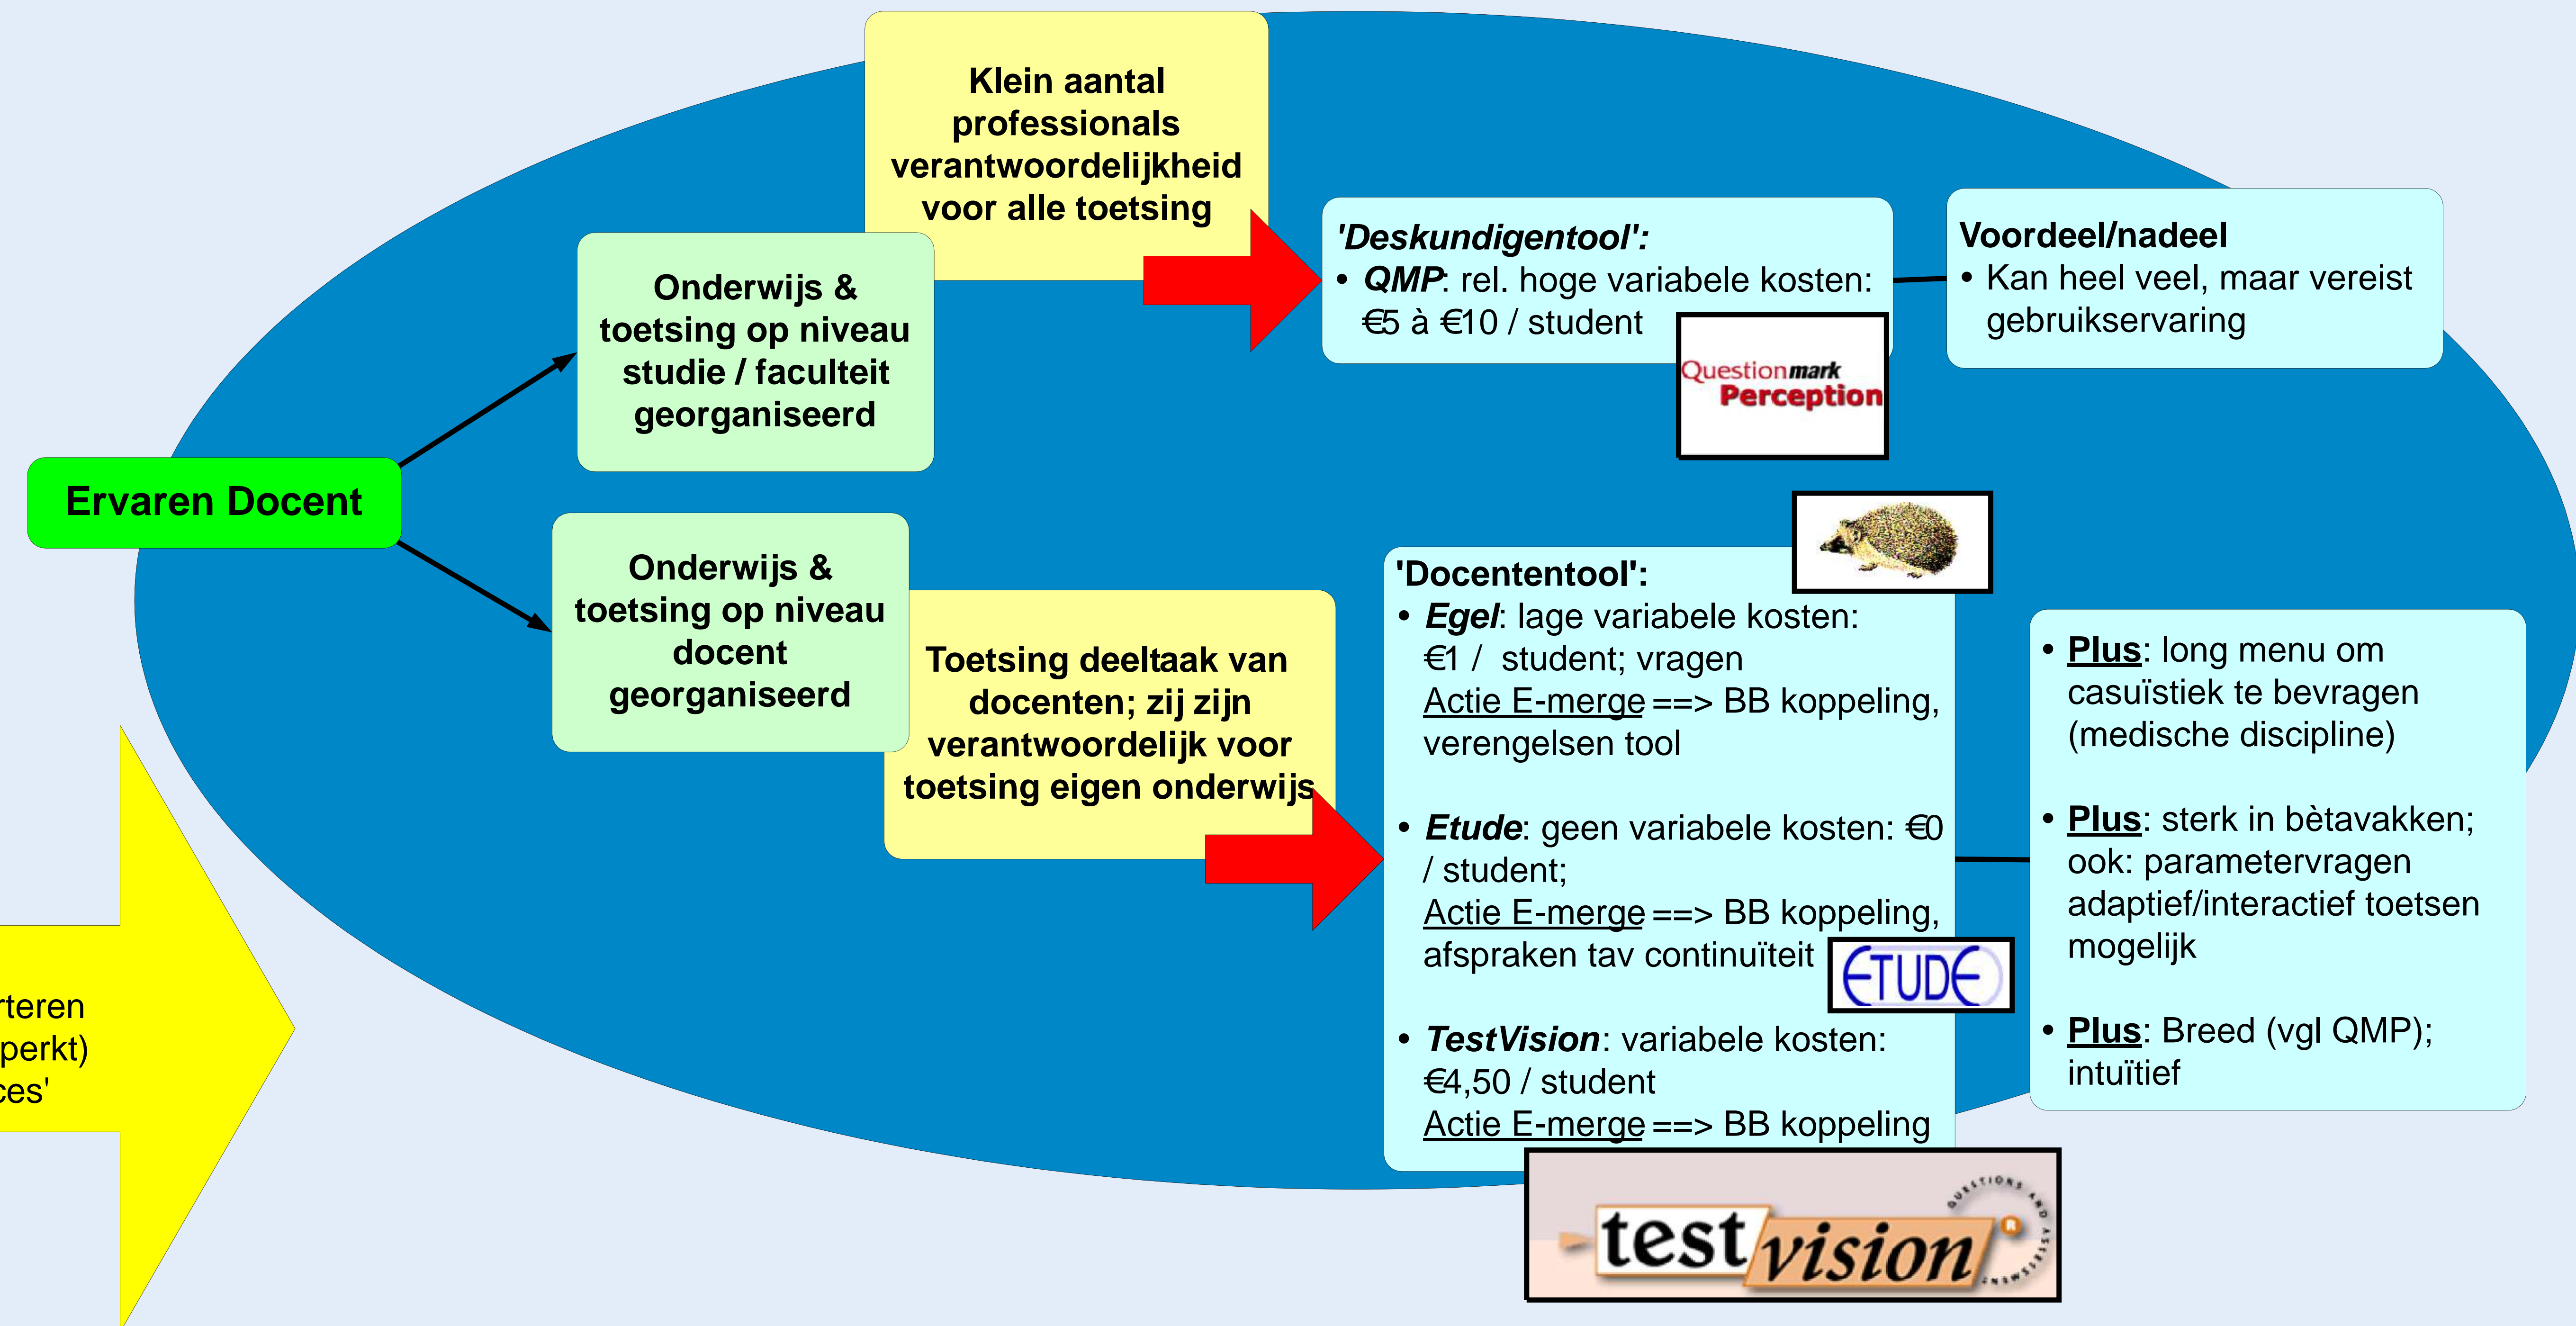 Klein aantal
professionals
verantwoordelijkheid
voor alle toetsing
Onderwijs &
toetsing op niveau
studie / faculteit
georganiseerd
'Deskundigentool':
• QMP: rel. hoge variabele kosten:
€5 à €10 / student
Questionmark
Perception
Voordeel/nadeel
• Kan heel veel, maar vereist
gebruikservaring
Ervaren Docent
Onderwijs &
toetsing op niveau
docent
georganiseerd
Toetsing deeltaak van
docenten; zij zijn
verantwoordelijk voor
toetsing eigen onderwijs
'Docententool':
• Egel: lage variabele kosten:
€1 / student; vragen
Actie E-merge ==> BB koppeling,
verengelsen tool
• Etude: geen variabele kosten: €0
/ student;
Actie E-merge ==> BB koppeling,
afspraken tav continuïteit
ETUDE
• TestVision: variabele kosten:
€4,50 / student
Actie E-merge ==> BB koppeling
test vision ®
QUESTIONS AND ASSESSMENT
• Plus: long menu om
casuïstiek te bevragen
(medische discipline)
• Plus: sterk in bètavakken;
ook: parametervragen
adaptief/interactief toetsen
mogelijk
• Plus: Breed (vgl QMP);
intuïtief
rteren
perkt)
ces'